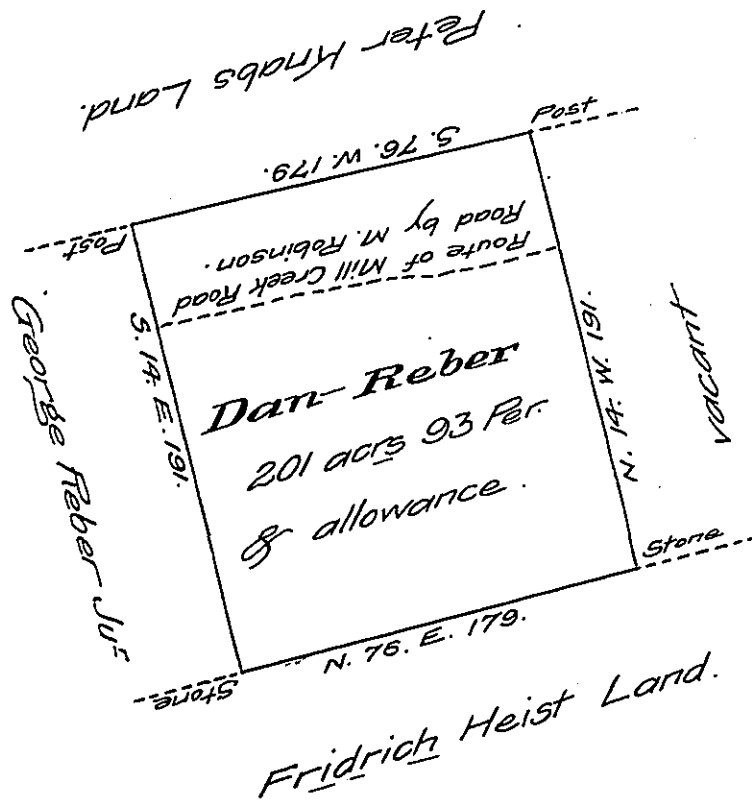 Peter Knabs Land.
S. 76. W. 179.
Post
Post
Route of Mill Creek Road
Road by M. Robinson.
George Reber Jur
S. 14. E. 191.
N. 14. W. 191.
vacant
Dan- Reber
201 acrs 93 Per.
& allowance.
Stone
Stone
N. 76. E. 179.
Fridrich Heist Land.